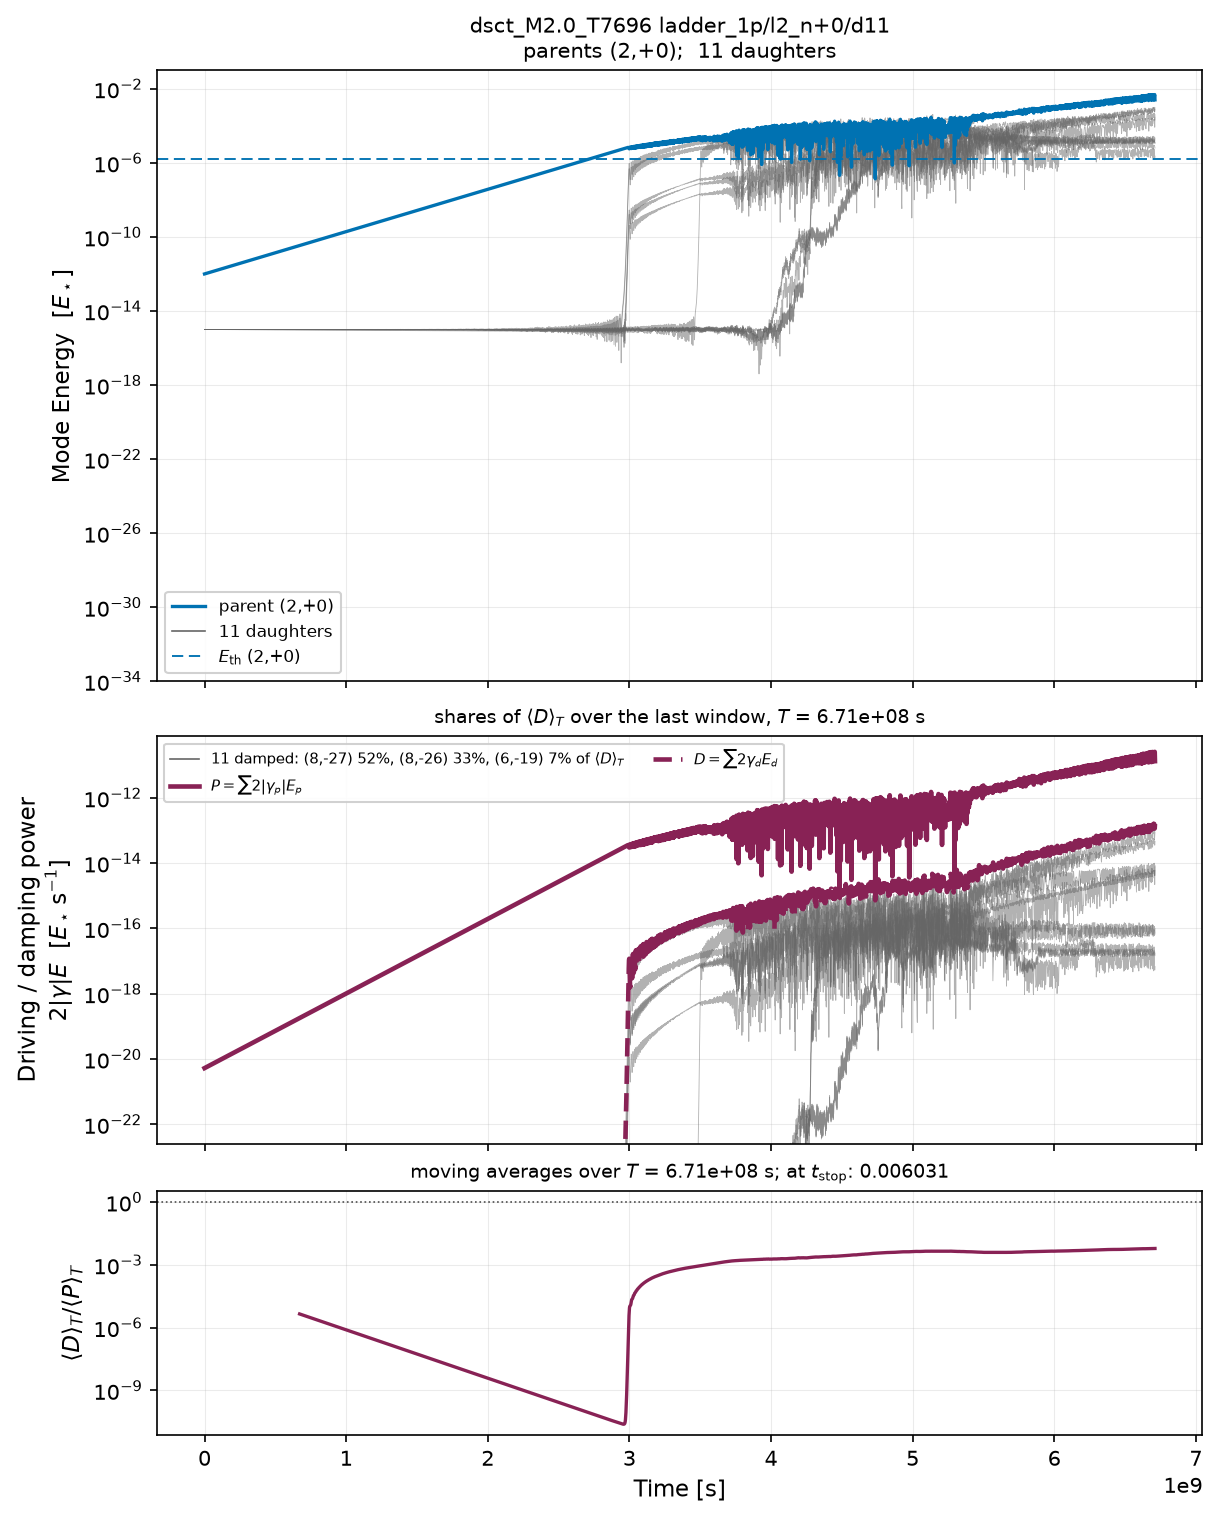 dsct_M2.0_T7696 ladder_1p/l2_n+0/d11
parents (2,+0);  11 daughters
10⁻²
10⁻⁶
10⁻¹⁰
10⁻¹⁴
10⁻¹⁸
10⁻²²
10⁻²⁶
10⁻³⁰
10⁻³⁴
Mode Energy [E⋆]
parent (2,+0)
11 daughters
E_th (2,+0)
shares of ⟨D⟩_T over the last window, T = 6.71e+08 s
11 damped: (8,-27) 52%, (8,-26) 33%, (6,-19) 7% of ⟨D⟩_T
P = ∑2|γ_p|E_p
D = ∑2γ_d E_d
10⁻¹²
10⁻¹⁴
10⁻¹⁶
10⁻¹⁸
10⁻²⁰
10⁻²²
Driving / damping power
2|γ|E [E⋆ s⁻¹]
moving averages over T = 6.71e+08 s; at t_stop: 0.006031
10⁰
10⁻³
10⁻⁶
10⁻⁹
⟨D⟩_T/⟨P⟩_T
0 1 2 3 4 5 6 7
1e9
Time [s]